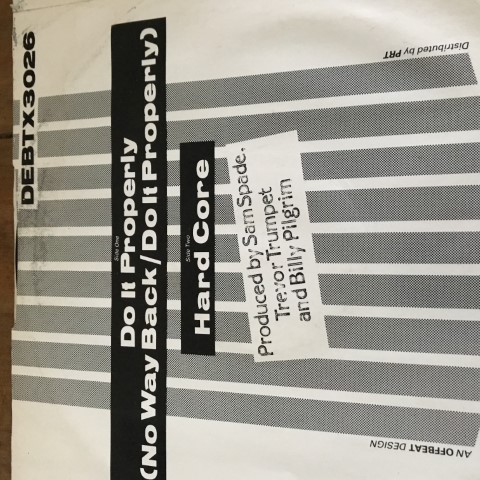 DEBTX3026
Side One
Do It Properly
(No Way Back/Do It Properly)
Side Two
Hard Core
Produced by Sam Spade,
Trevor Trumpet
and Billy Pilgrim
Distributed by PRT
AN OFFBEAT DESIGN